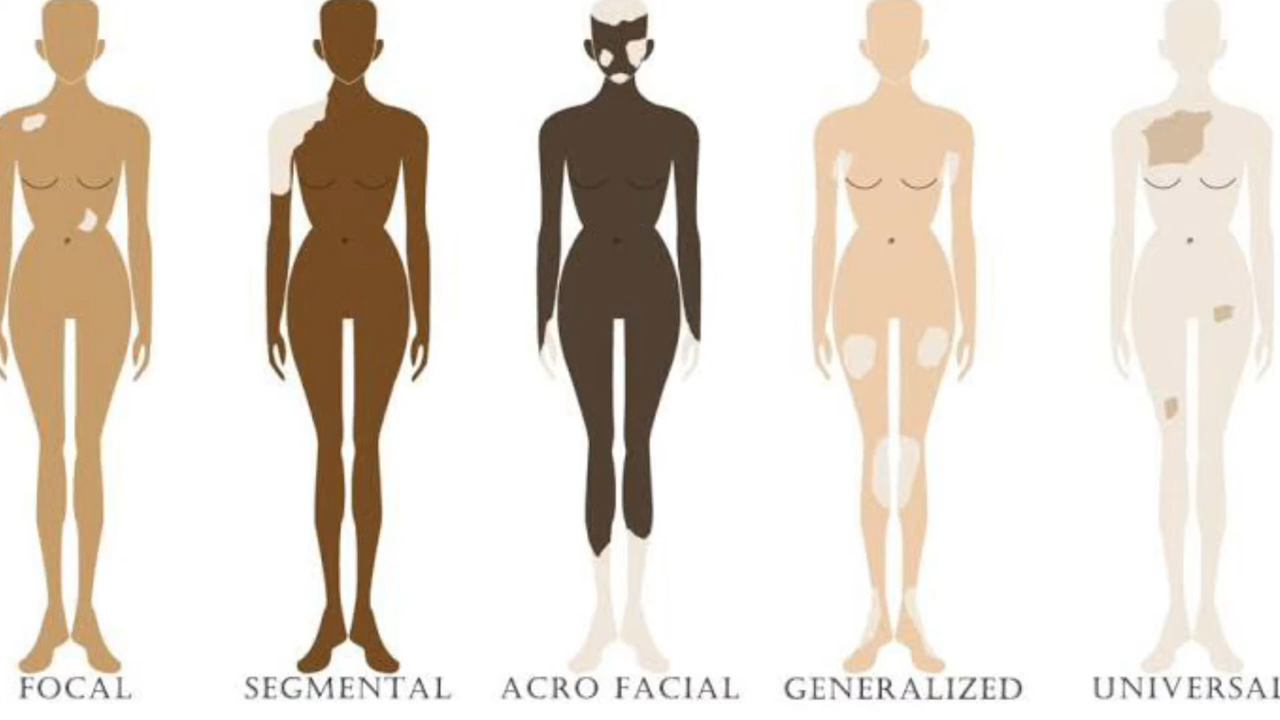 FOCAL
SEGMENTAL
ACRO FACIAL
GENERALIZED
UNIVERSAL